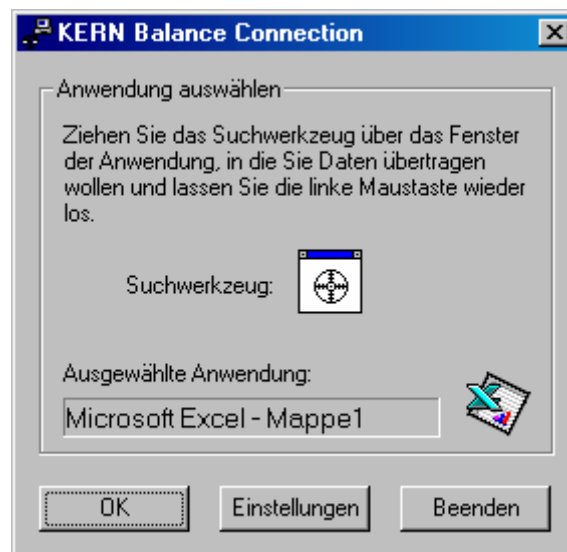 KERN Balance Connection
Anwendung auswählen
Ziehen Sie das Suchwerkzeug über das Fenster
der Anwendung, in die Sie Daten übertragen
wollen und lassen Sie die linke Maustaste wieder
los.
Suchwerkzeug:
Ausgewählte Anwendung:
Microsoft Excel - Mappe1
OK
Einstellungen
Beenden